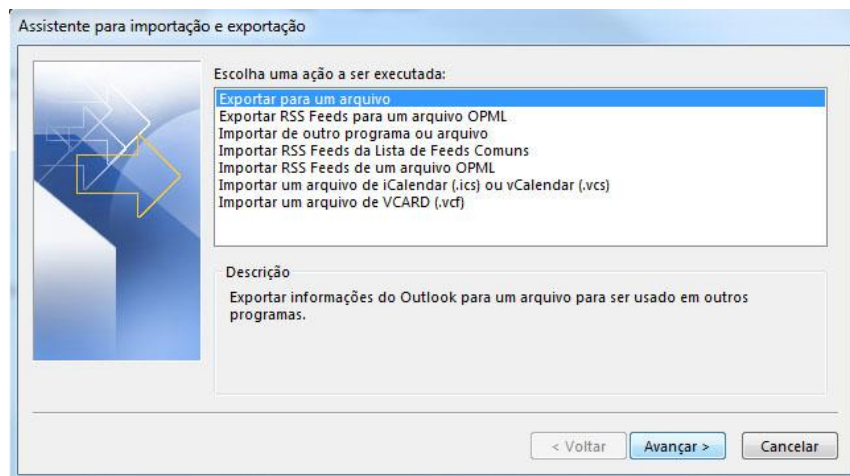 Assistente para importação e exportação
Escolha uma ação a ser executada:
Exportar para um arquivo
Exportar RSS Feeds para um arquivo OPML
Importar de outro programa ou arquivo
Importar RSS Feeds da Lista de Feeds Comuns
Importar RSS Feeds de um arquivo OPML
Importar um arquivo de iCalendar (.ics) ou vCalendar (.vcs)
Importar um arquivo de VCARD (.vcf)
Descrição
Exportar informações do Outlook para um arquivo para ser usado em outros
programas.
< Voltar Avançar > Cancelar